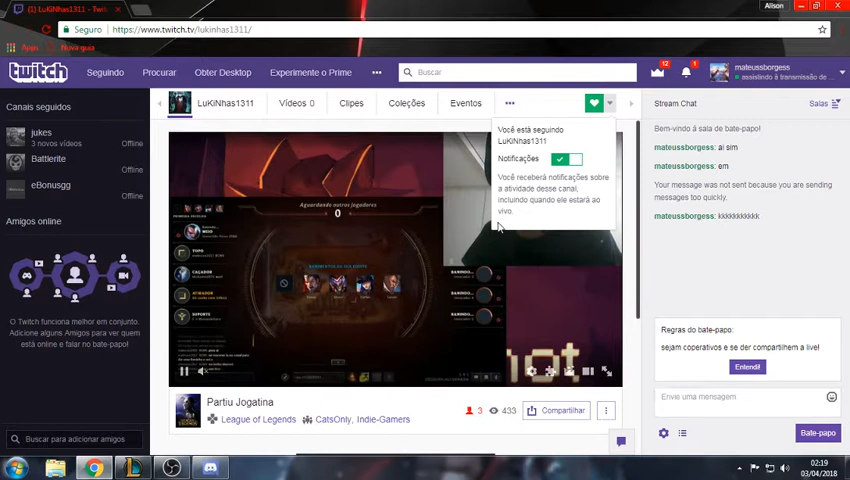 Alison
(1) LuKiNhas1311 - Twitch
Seguro
https://www.twitch.tv/lukinhas1311/
Apps
Nova guia
twitch
Seguindo
Procurar
Obter Desktop
Experimente o Prime
Buscar
12
1
mateussborgess
assistindo à transmissão de ...
Canais seguidos
jukes
3 novos vídeos
Offline
Battlerite
Offline
eBonusgg
Offline
Amigos online
O Twitch funciona melhor em conjunto.
Adicione alguns Amigos para ver quem
está online e falar no bate-papo!
Buscar para adicionar amigos
LuKiNhas1311
Vídeos 0
Clipes
Coleções
Eventos
Você está seguindo
LuKiNhas1311
Notificações
Você receberá notificações sobre
a atividade desse canal,
incluindo quando ele estará ao
vivo.
Aguardando outros jogadores
0
TOPO
CAÇADOR
ATIRADOR
Partiu Jogatina
League of Legends
CatsOnly, Indie-Gamers
3
433
Compartilhar
Stream Chat
Salas
Bem-vindo à sala de bate-papo!
mateussborgess: ai sim
mateussborgess: em
Your message was not sent because you are sending
messages too quickly.
mateussborgess: kkkkkkkkkkk
Regras do bate-papo:
sejam coperativos e se der compartilhem a live!
Entendi!
Envie uma mensagem
Bate-papo
02:19
03/04/2018